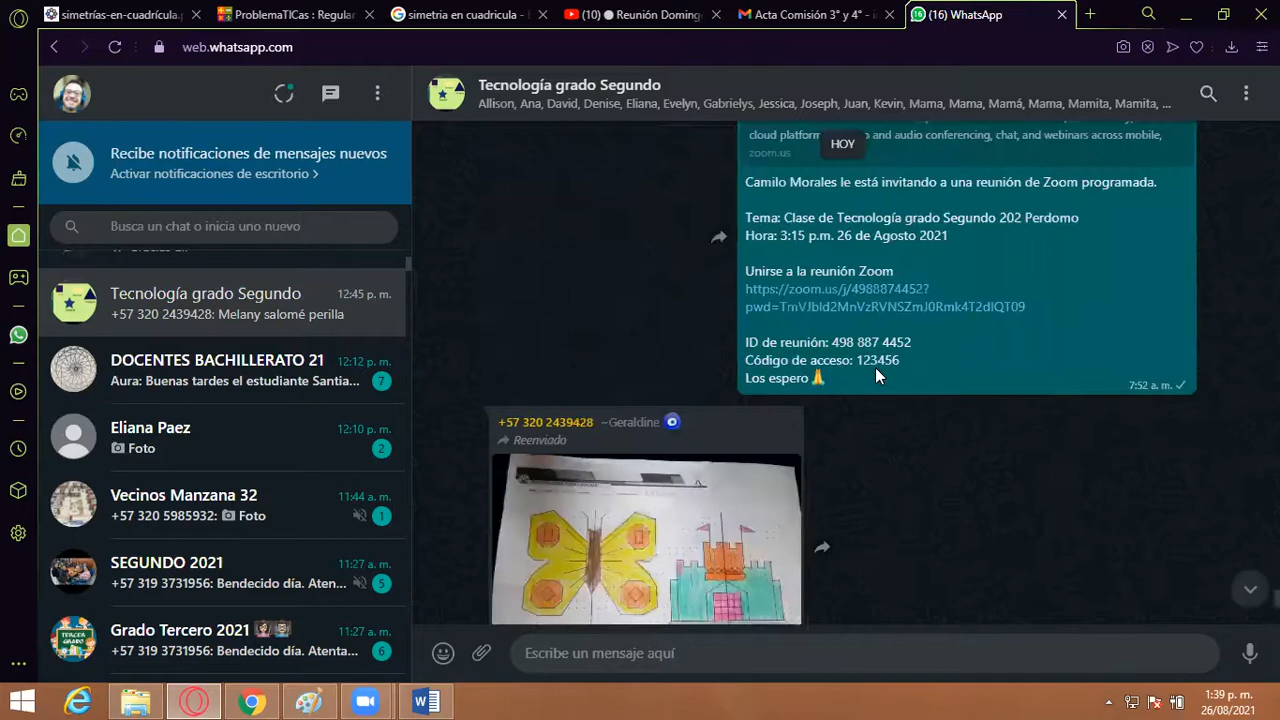 simetrías-en-cuadrícula.p
ProblemaTICas : Regular
simetria en cuadricula - b
(10) Reunión Doming
Acta Comisión 3° y 4° - i
(16) WhatsApp
web.whatsapp.com
Recibe notificaciones de mensajes nuevos
Activar notificaciones de escritorio >
Busca un chat o inicia uno nuevo
Tecnología grado Segundo 12:45 p. m.
+57 320 2439428: Melany salomé perilla
DOCENTES BACHILLERATO 21 12:12 p. m.
Aura: Buenas tardes el estudiante Santia... 7
Eliana Paez 12:10 p. m.
Foto 2
Vecinos Manzana 32 11:44 a. m.
+57 320 5985932: Foto 1
SEGUNDO 2021 11:27 a. m.
+57 319 3731956: Bendecido día. Aten... 5
Grado Tercero 2021 11:27 a. m.
+57 319 3731956: Bendecido día. Atenta... 6
Tecnología grado Segundo
Allison, Ana, David, Denise, Eliana, Evelyn, Gabrielys, Jessica, Joseph, Juan, Kevin, Mama, Mama, Mamá, Mama, Mamita, Mamita, ...
cloud platform and audio conferencing, chat, and webinars across mobile,
HOY
zoom.us
Camilo Morales le está invitando a una reunión de Zoom programada.
Tema: Clase de Tecnología grado Segundo 202 Perdomo
Hora: 3:15 p.m. 26 de Agosto 2021
Unirse a la reunión Zoom
https://zoom.us/j/4988874452?
pwd=TmVJbld2MnVzRVNSZmJ0Rmk4T2dIQT09
ID de reunión: 498 887 4452
Código de acceso: 123456
Los espero🙏
7:52 a. m.
+57 320 2439428 ~Geraldine
Reenviado
Escribe un mensaje aquí
1:39 p. m.
26/08/2021